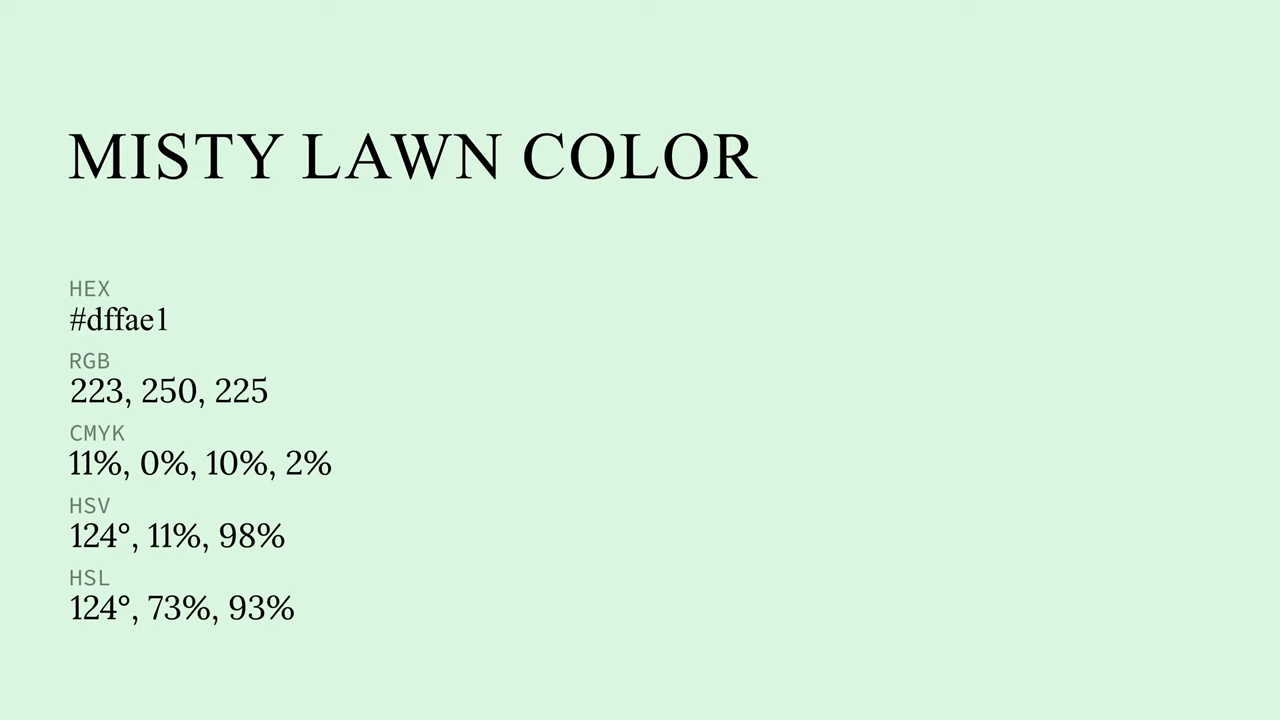 MISTY LAWN COLOR
HEX
#dffae1
RGB
223, 250, 225
CMYK
11%, 0%, 10%, 2%
HSV
124°, 11%, 98%
HSL
124°, 73%, 93%